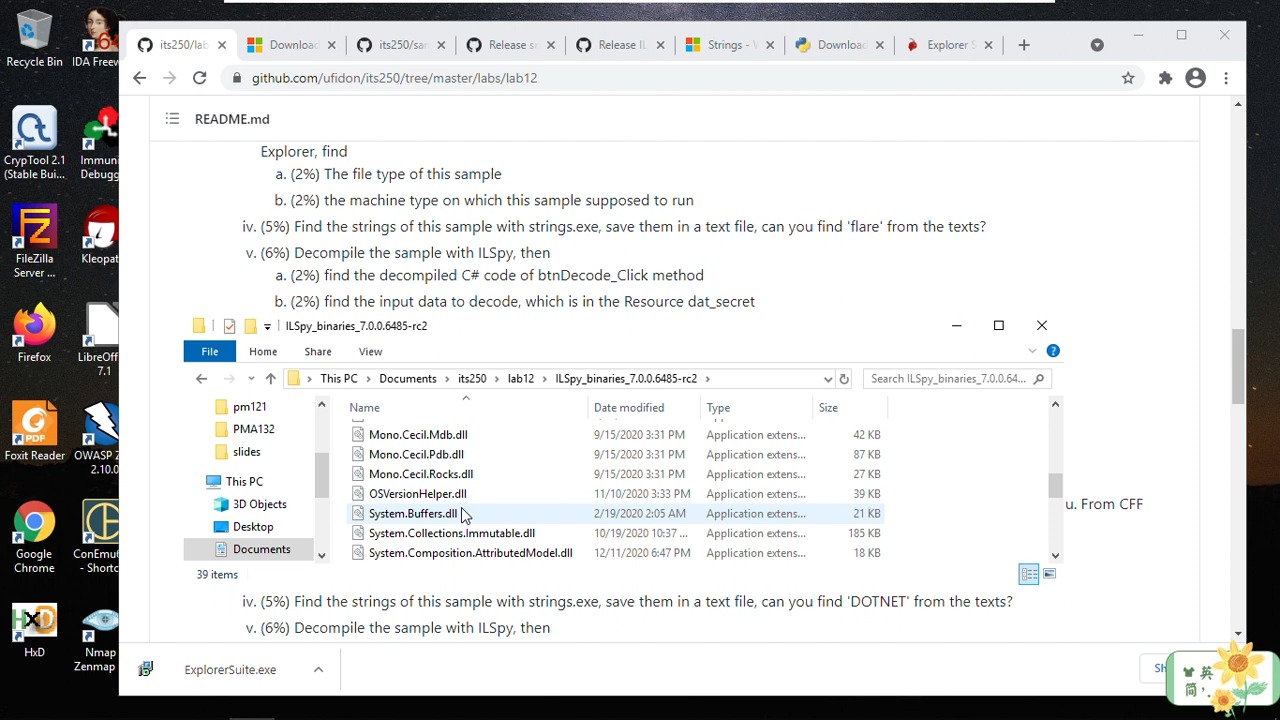 Recycle Bin
IDA Freew
CrypTool 2.1
(Stable Bui...
Immuni
Debugg
FileZilla
Server ...
Kleopat
Firefox
LibreOff
7.1
Foxit Reader
OWASP Z
2.10.0
Google
Chrome
ConEmu
- Shortc
HxD
Nmap
Zenmap
its250/lab
Download
its250/sa
Release s
Release IL
Strings - W
Download
Explorer
github.com/ufidon/its250/tree/master/labs/lab12
README.md
Explorer, find
a. (2%) The file type of this sample
b. (2%) the machine type on which this sample supposed to run
iv. (5%) Find the strings of this sample with strings.exe, save them in a text file, can you find 'flare' from the texts?
v. (6%) Decompile the sample with ILSpy, then
a. (2%) find the decompiled C# code of btnDecode_Click method
b. (2%) find the input data to decode, which is in the Resource dat_secret
ILSpy_binaries_7.0.0.6485-rc2
File Home Share View
This PC > Documents > its250 > lab12 > ILSpy_binaries_7.0.0.6485-rc2 >
Search ILSpy_binaries_7.0.0.64...
pm121
PMA132
slides
This PC
3D Objects
Desktop
Documents
Name Date modified Type Size
Mono.Cecil.Mdb.dll 9/15/2020 3:31 PM Application extens... 42 KB
Mono.Cecil.Pdb.dll 9/15/2020 3:31 PM Application extens... 87 KB
Mono.Cecil.Rocks.dll 9/15/2020 3:31 PM Application extens... 27 KB
OSVersionHelper.dll 11/10/2020 3:33 PM Application extens... 39 KB
System.Buffers.dll 2/19/2020 2:05 AM Application extens... 21 KB
System.Collections.Immutable.dll 10/19/2020 10:37 ... Application extens... 185 KB
System.Composition.AttributedModel.dll 12/11/2020 6:47 PM Application extens... 18 KB
39 items
u. From CFF
iv. (5%) Find the strings of this sample with strings.exe, save them in a text file, can you find 'DOTNET' from the texts?
v. (6%) Decompile the sample with ILSpy, then
ExplorerSuite.exe
Sh
英
简